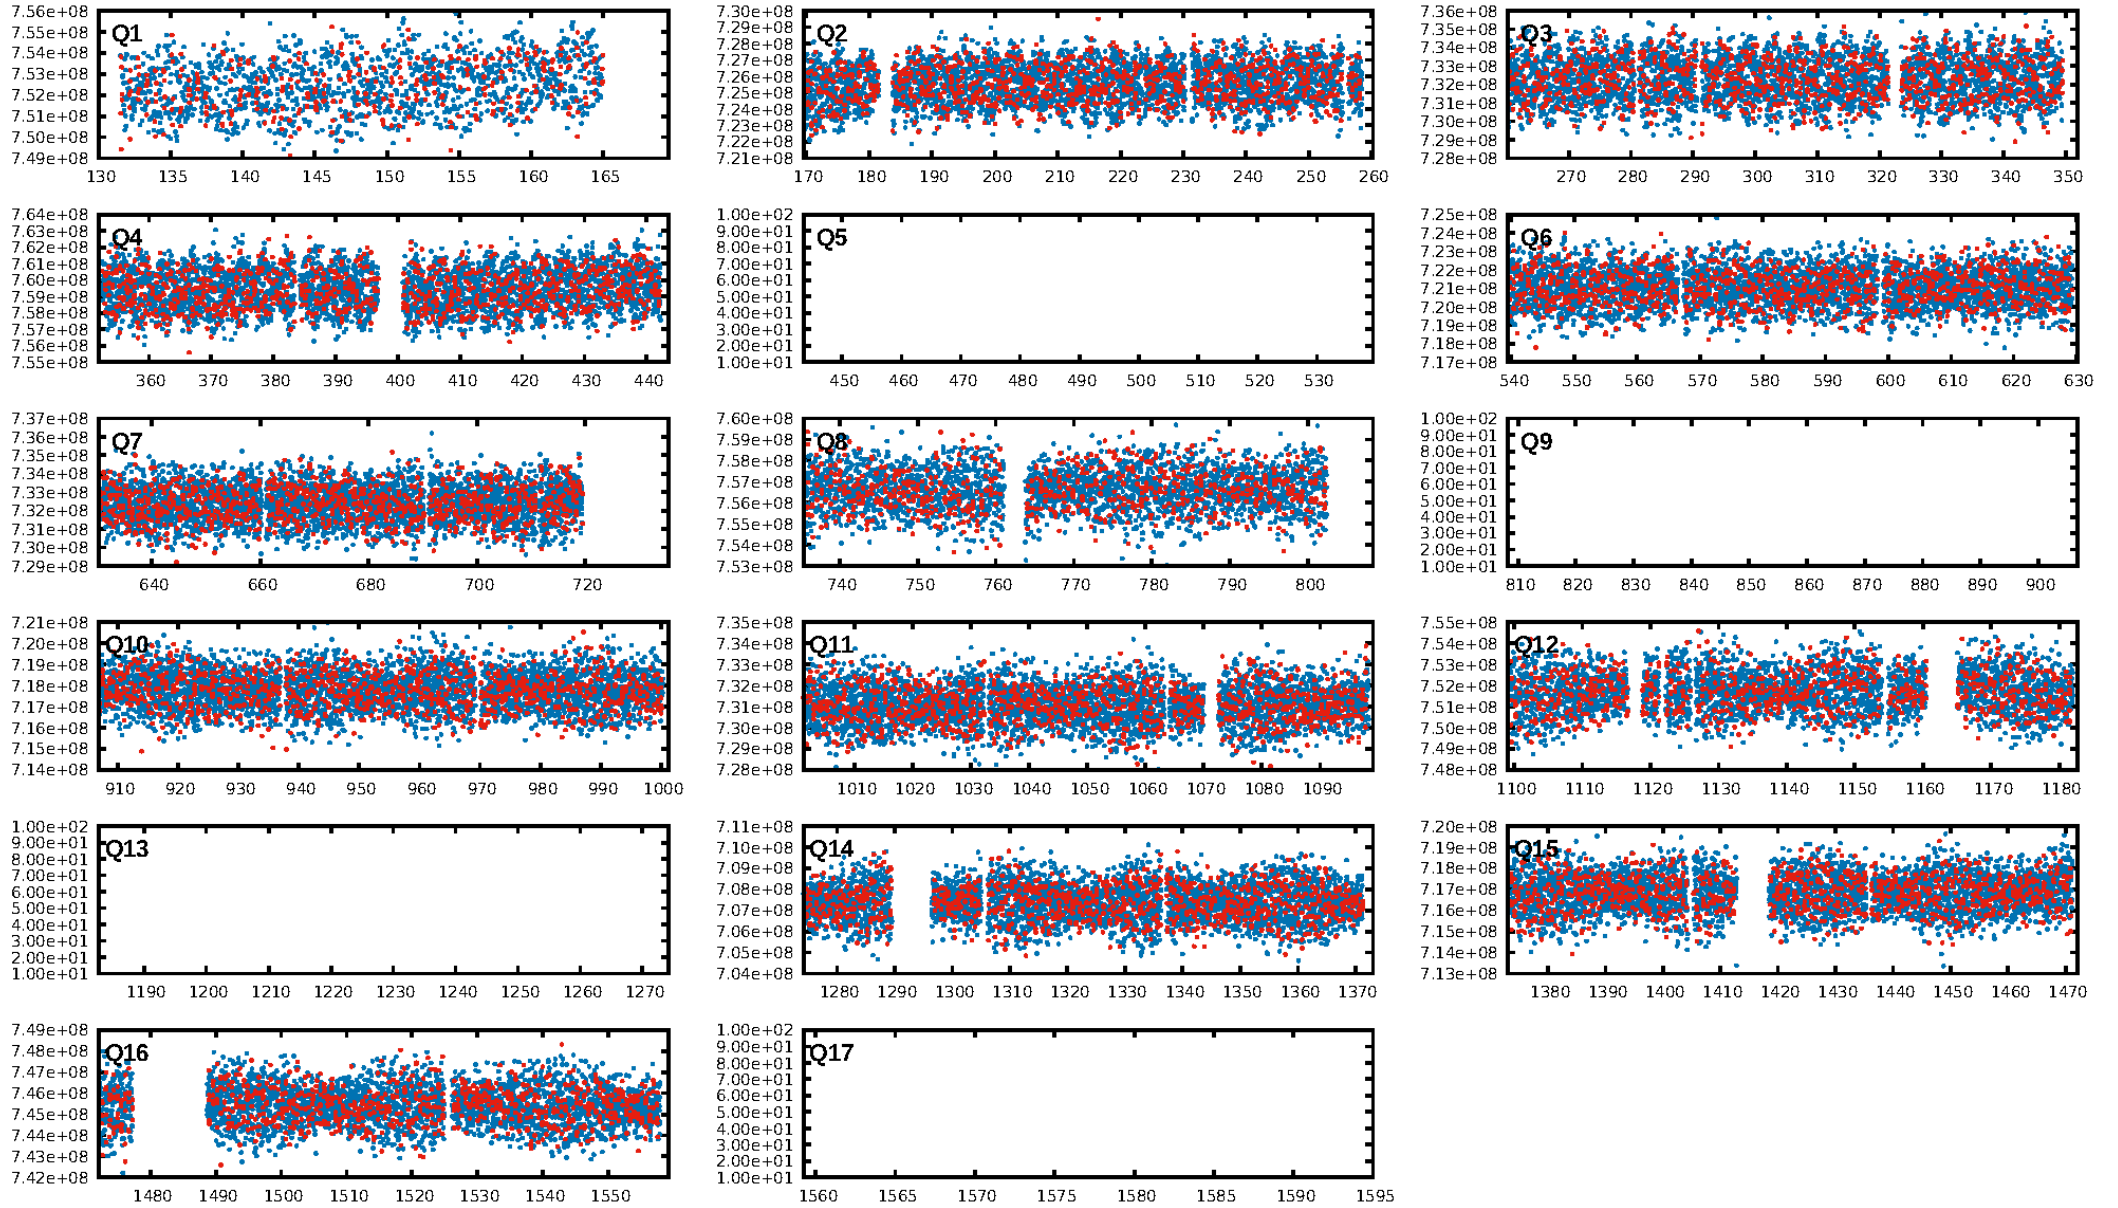 Q1
7.56e+08
7.55e+08
7.54e+08
7.53e+08
7.52e+08
7.51e+08
7.50e+08
7.49e+08
130 135 140 145 150 155 160 165
Q2
7.30e+08
7.29e+08
7.28e+08
7.27e+08
7.26e+08
7.25e+08
7.24e+08
7.23e+08
7.22e+08
7.21e+08
170 180 190 200 210 220 230 240 250 260
Q3
7.36e+08
7.35e+08
7.34e+08
7.33e+08
7.32e+08
7.31e+08
7.30e+08
7.29e+08
7.28e+08
270 280 290 300 310 320 330 340 350
Q4
7.64e+08
7.63e+08
7.62e+08
7.61e+08
7.60e+08
7.59e+08
7.58e+08
7.57e+08
7.56e+08
7.55e+08
360 370 380 390 400 410 420 430 440
Q5
1.00e+02
9.00e+01
8.00e+01
7.00e+01
6.00e+01
5.00e+01
4.00e+01
3.00e+01
2.00e+01
1.00e+01
450 460 470 480 490 500 510 520 530
Q6
7.25e+08
7.24e+08
7.23e+08
7.22e+08
7.21e+08
7.20e+08
7.19e+08
7.18e+08
7.17e+08
540 550 560 570 580 590 600 610 620 630
Q7
7.37e+08
7.36e+08
7.35e+08
7.34e+08
7.33e+08
7.32e+08
7.31e+08
7.30e+08
7.29e+08
640 660 680 700 720
Q8
7.60e+08
7.59e+08
7.58e+08
7.57e+08
7.56e+08
7.55e+08
7.54e+08
7.53e+08
740 750 760 770 780 790 800
Q9
1.00e+02
9.00e+01
8.00e+01
7.00e+01
6.00e+01
5.00e+01
4.00e+01
3.00e+01
2.00e+01
1.00e+01
810 820 830 840 850 860 870 880 890 900
Q10
7.21e+08
7.20e+08
7.19e+08
7.18e+08
7.17e+08
7.16e+08
7.15e+08
7.14e+08
910 920 930 940 950 960 970 980 990 1000
Q11
7.35e+08
7.34e+08
7.33e+08
7.32e+08
7.31e+08
7.30e+08
7.29e+08
7.28e+08
1010 1020 1030 1040 1050 1060 1070 1080 1090
Q12
7.55e+08
7.54e+08
7.53e+08
7.52e+08
7.51e+08
7.50e+08
7.49e+08
7.48e+08
1100 1110 1120 1130 1140 1150 1160 1170 1180
Q13
1.00e+02
9.00e+01
8.00e+01
7.00e+01
6.00e+01
5.00e+01
4.00e+01
3.00e+01
2.00e+01
1.00e+01
1190 1200 1210 1220 1230 1240 1250 1260 1270
Q14
7.11e+08
7.10e+08
7.09e+08
7.08e+08
7.07e+08
7.06e+08
7.05e+08
7.04e+08
1280 1290 1300 1310 1320 1330 1340 1350 1360 1370
Q15
7.20e+08
7.19e+08
7.18e+08
7.17e+08
7.16e+08
7.15e+08
7.14e+08
7.13e+08
1380 1390 1400 1410 1420 1430 1440 1450 1460 1470
Q16
7.49e+08
7.48e+08
7.47e+08
7.46e+08
7.45e+08
7.44e+08
7.43e+08
7.42e+08
1480 1490 1500 1510 1520 1530 1540 1550
Q17
1.00e+02
9.00e+01
8.00e+01
7.00e+01
6.00e+01
5.00e+01
4.00e+01
3.00e+01
2.00e+01
1.00e+01
1560 1565 1570 1575 1580 1585 1590 1595